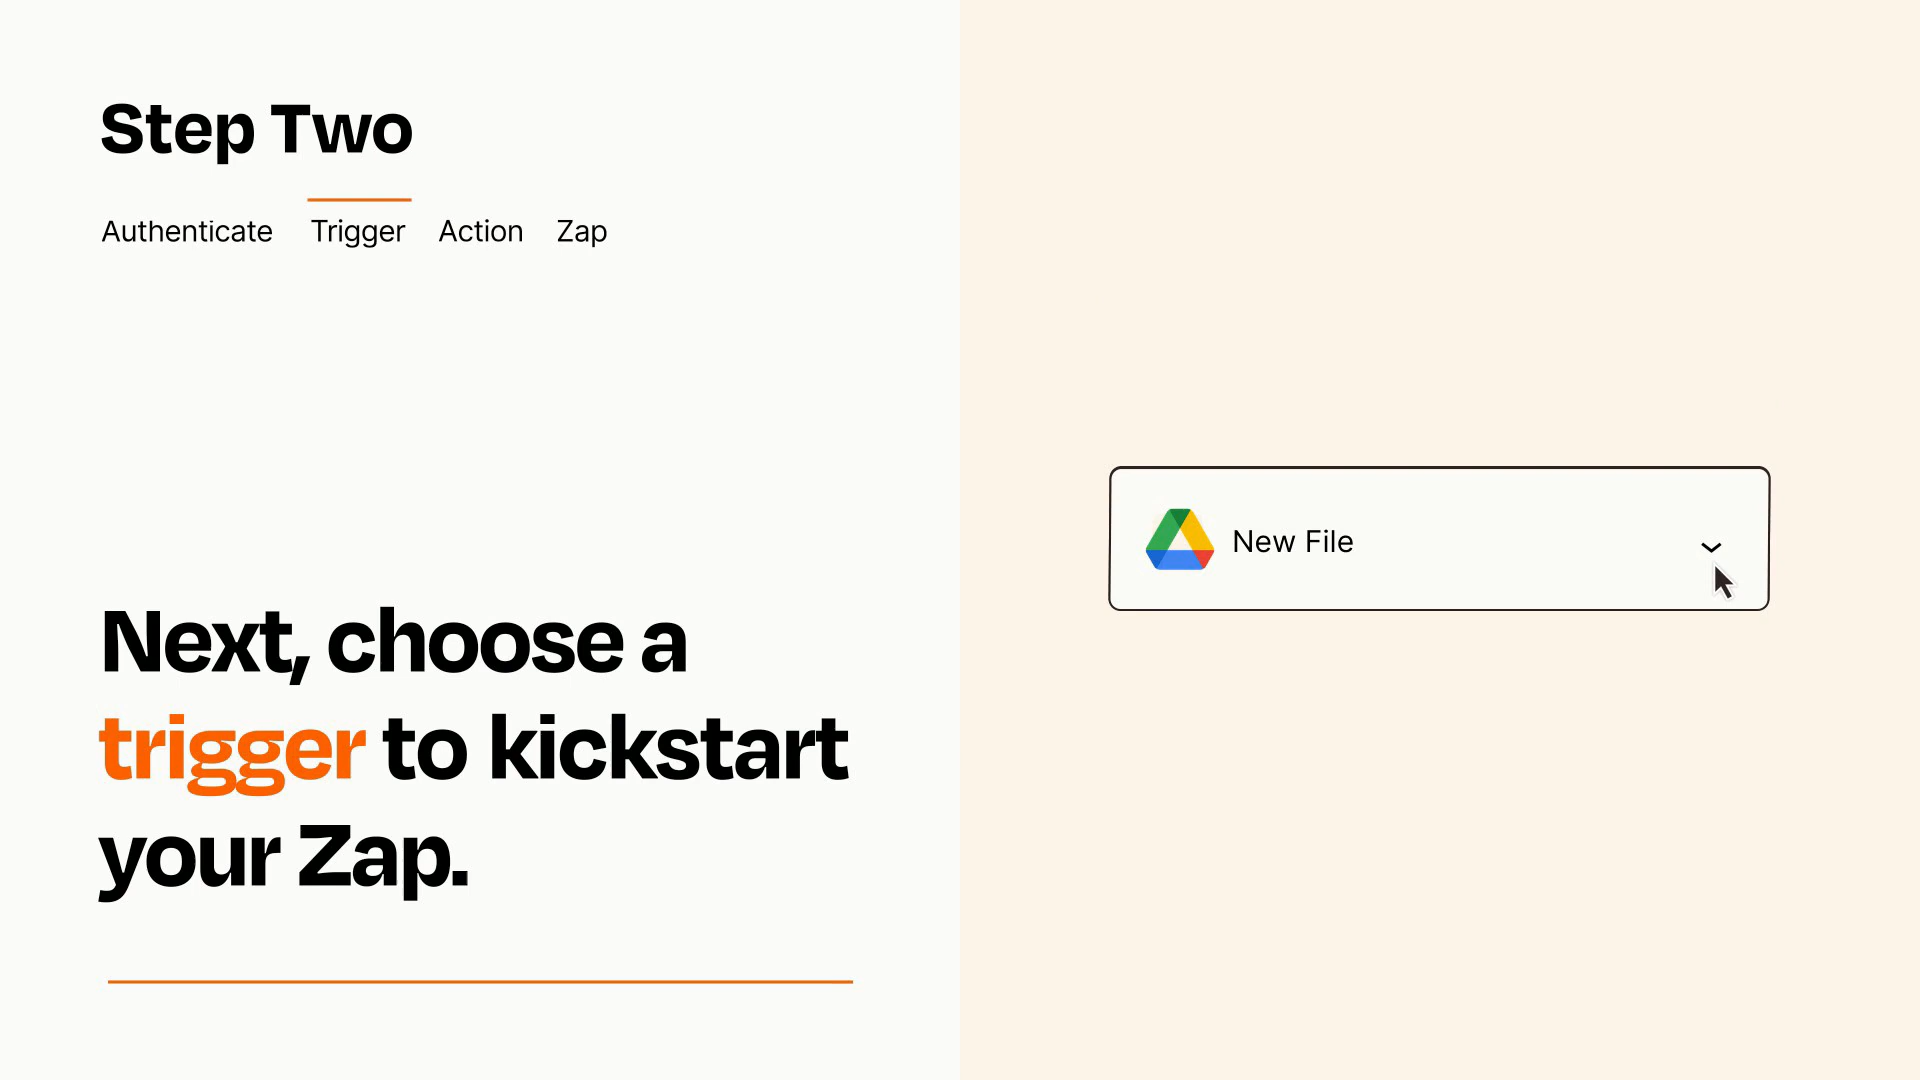 Step Two
Authenticate Trigger Action Zap
Next, choose a
trigger to kickstart
your Zap.
New File